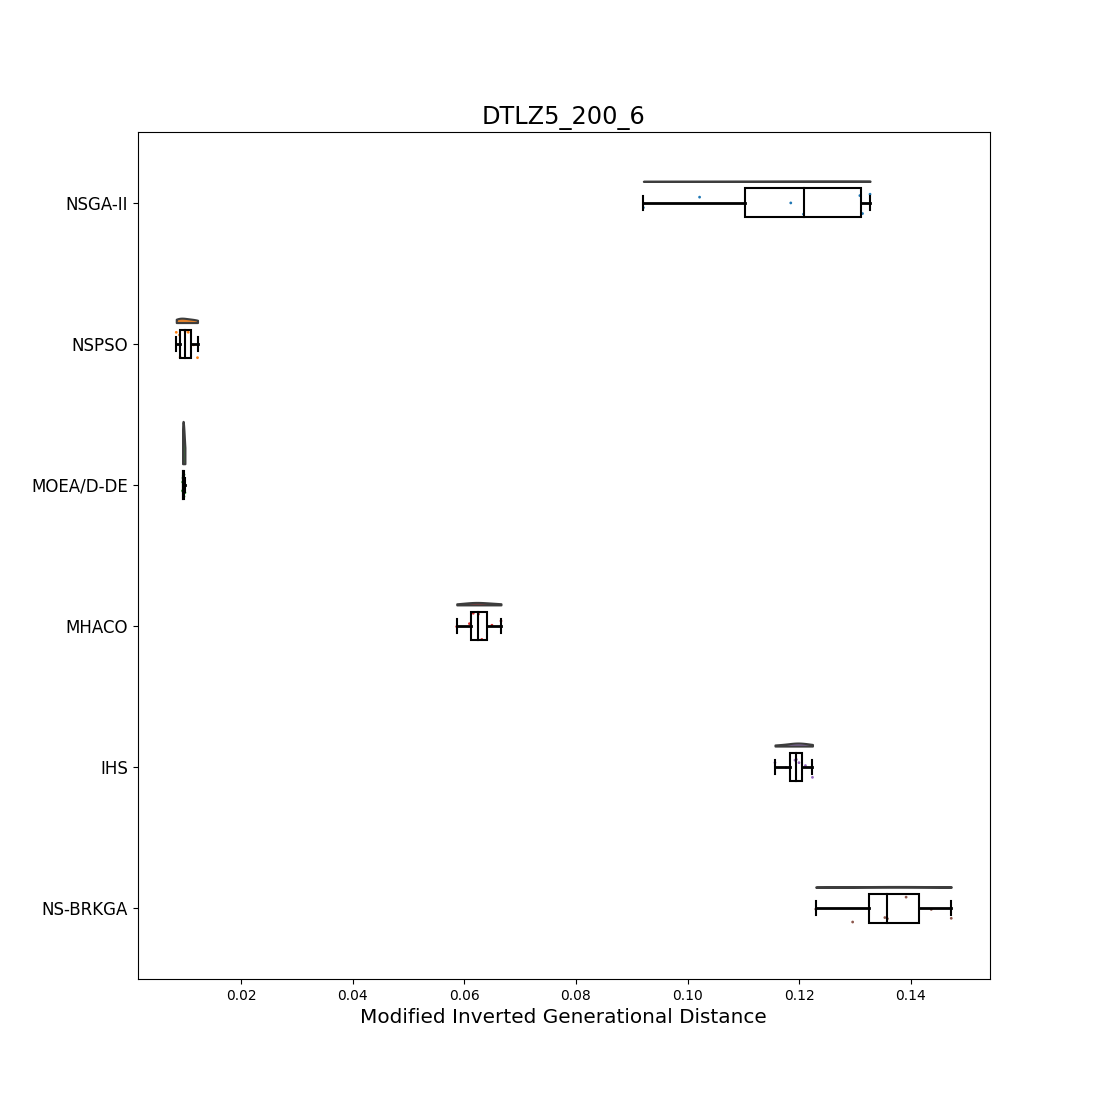 DTLZ5_200_6
NSGA-II
NSPSO
MOEA/D-DE
MHACO
IHS
NS-BRKGA
0.02 0.04 0.06 0.08 0.10 0.12 0.14
Modified Inverted Generational Distance